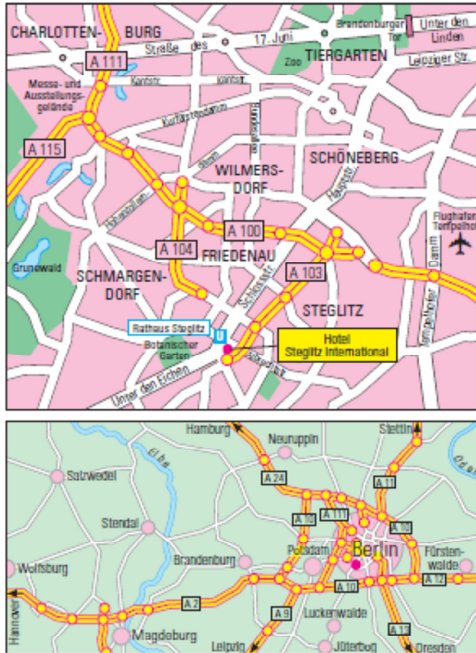 CHARLOTTEN-
BURG
Brandenburger
Tor
Unter den
Linden
Straße des
17. Juni
TIERGARTEN
Leipziger Str.
A 111
Zoo
Messe- und
Ausstellungs-
gelände
Kantstr.
Kantstr.
Kurfürstendamm
A 115
SCHÖNEBERG
WILMERS-
DORF
Hauptstr.
Hohenzollern-
damm
Flughafen
Tempelhof
A 100
A 104
FRIEDENAU
A 103
Grunewald
SCHMARGEN-
DORF
Schlossstr.
STEGLITZ
Tempelhofer Damm
Rathaus Steglitz
U
Botanischer
Garten
Hotel
Steglitz International
Unter den Eichen
Hamburg
Stettin
Neuruppin
Elbe
A 24
A 11
Salzwedel
A 10
A 111
A 10
Stendal
Berlin
Wolfsburg
Brandenburg
Potsdam
Fürsten-
walde
A 10
A 12
A 2
Hannover
A 9
Luckenwalde
A 13
Magdeburg
Leipzig
Jüterbog
Dresden